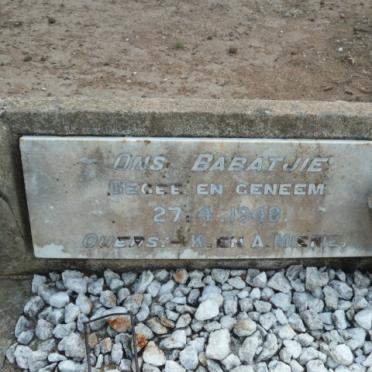 ONS BABATJIE
GEGEE EN GENEEM
27.4.1948.
OUERS:- K. EN A.